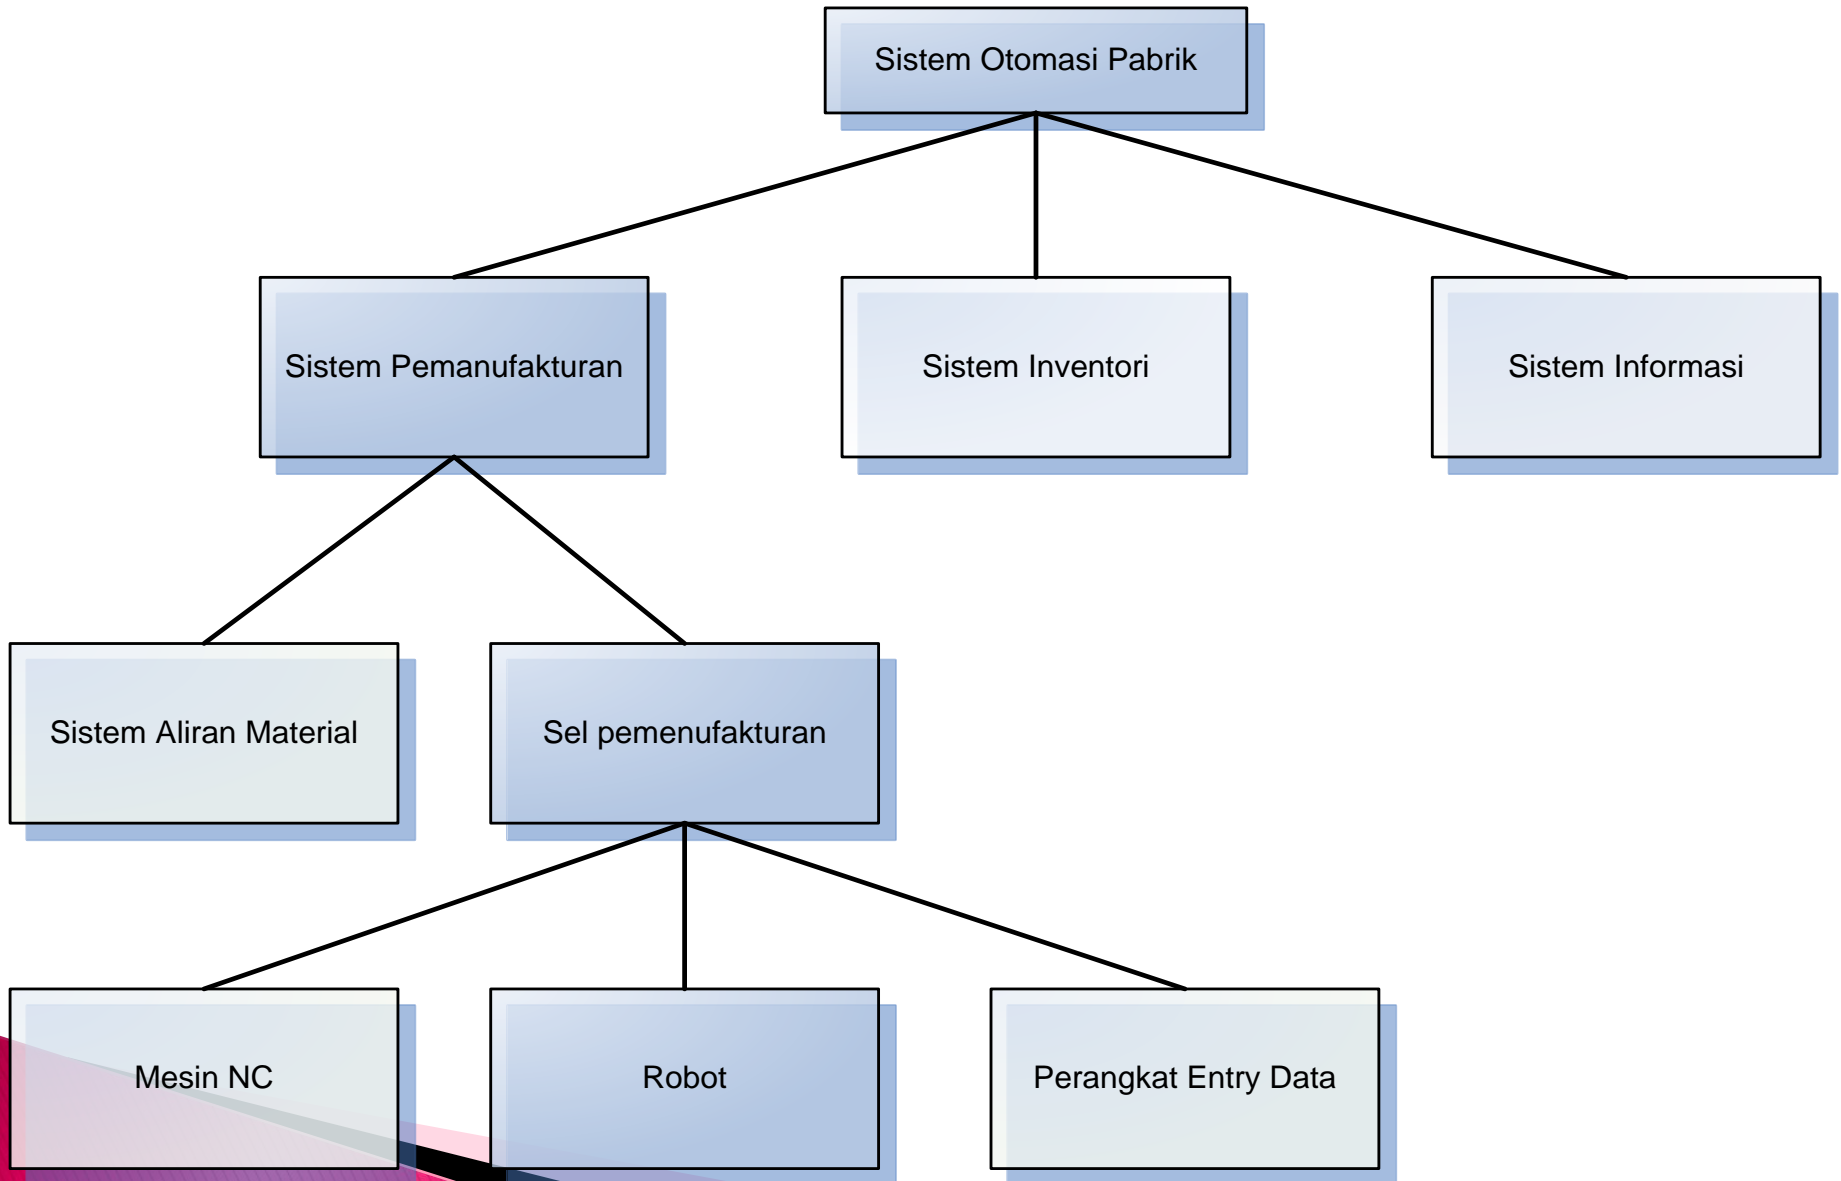 Sistem Otomasi Pabrik
Sistem Pemanufakturan
Sistem Inventori
Sistem Informasi
Sistem Aliran Material
Sel pemenufakturan
Mesin NC
Robot
Perangkat Entry Data